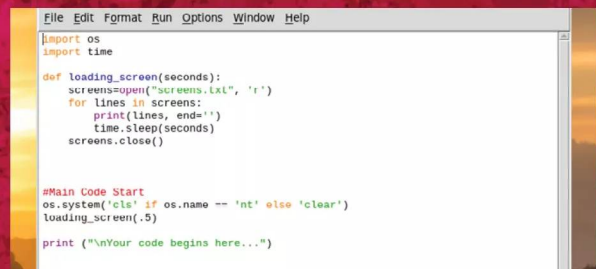 File Edit Format Run Options Window Help
import os
import time
def loading_screen(seconds):
screens=open("screens.txt", 'r')
for lines in screens:
print(lines, end='')
time.sleep(seconds)
screens.close()
#Main Code Start
os.system('cls' if os.name == 'nt' else 'clear')
loading_screen(.5)
print ("\nYour code begins here...")